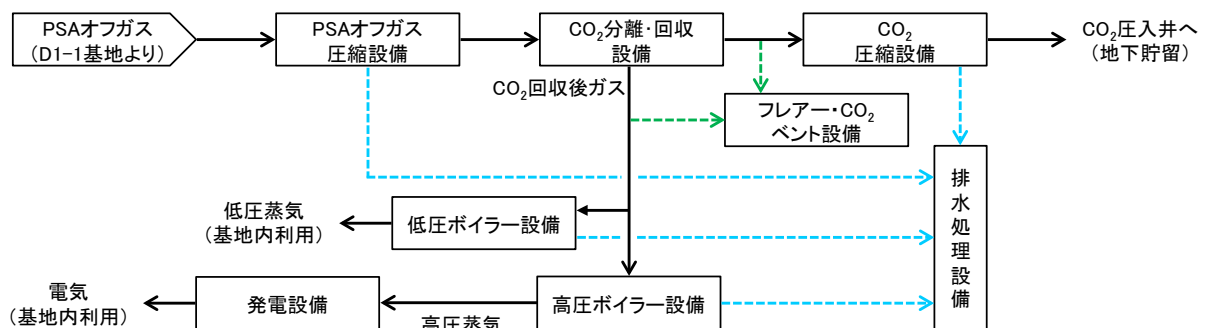 PSAオフガス
(D1-1基地より)
PSAオフガス
圧縮設備
CO₂分離・回収
設備
CO₂
圧縮設備
CO₂圧入井へ
(地下貯留)
CO₂回収後ガス
フレアー・CO₂
ベント設備
排水処理設備
低圧蒸気
(基地内利用)
低圧ボイラー設備
電気
(基地内利用)
発電設備
高圧蒸気
高圧ボイラー設備